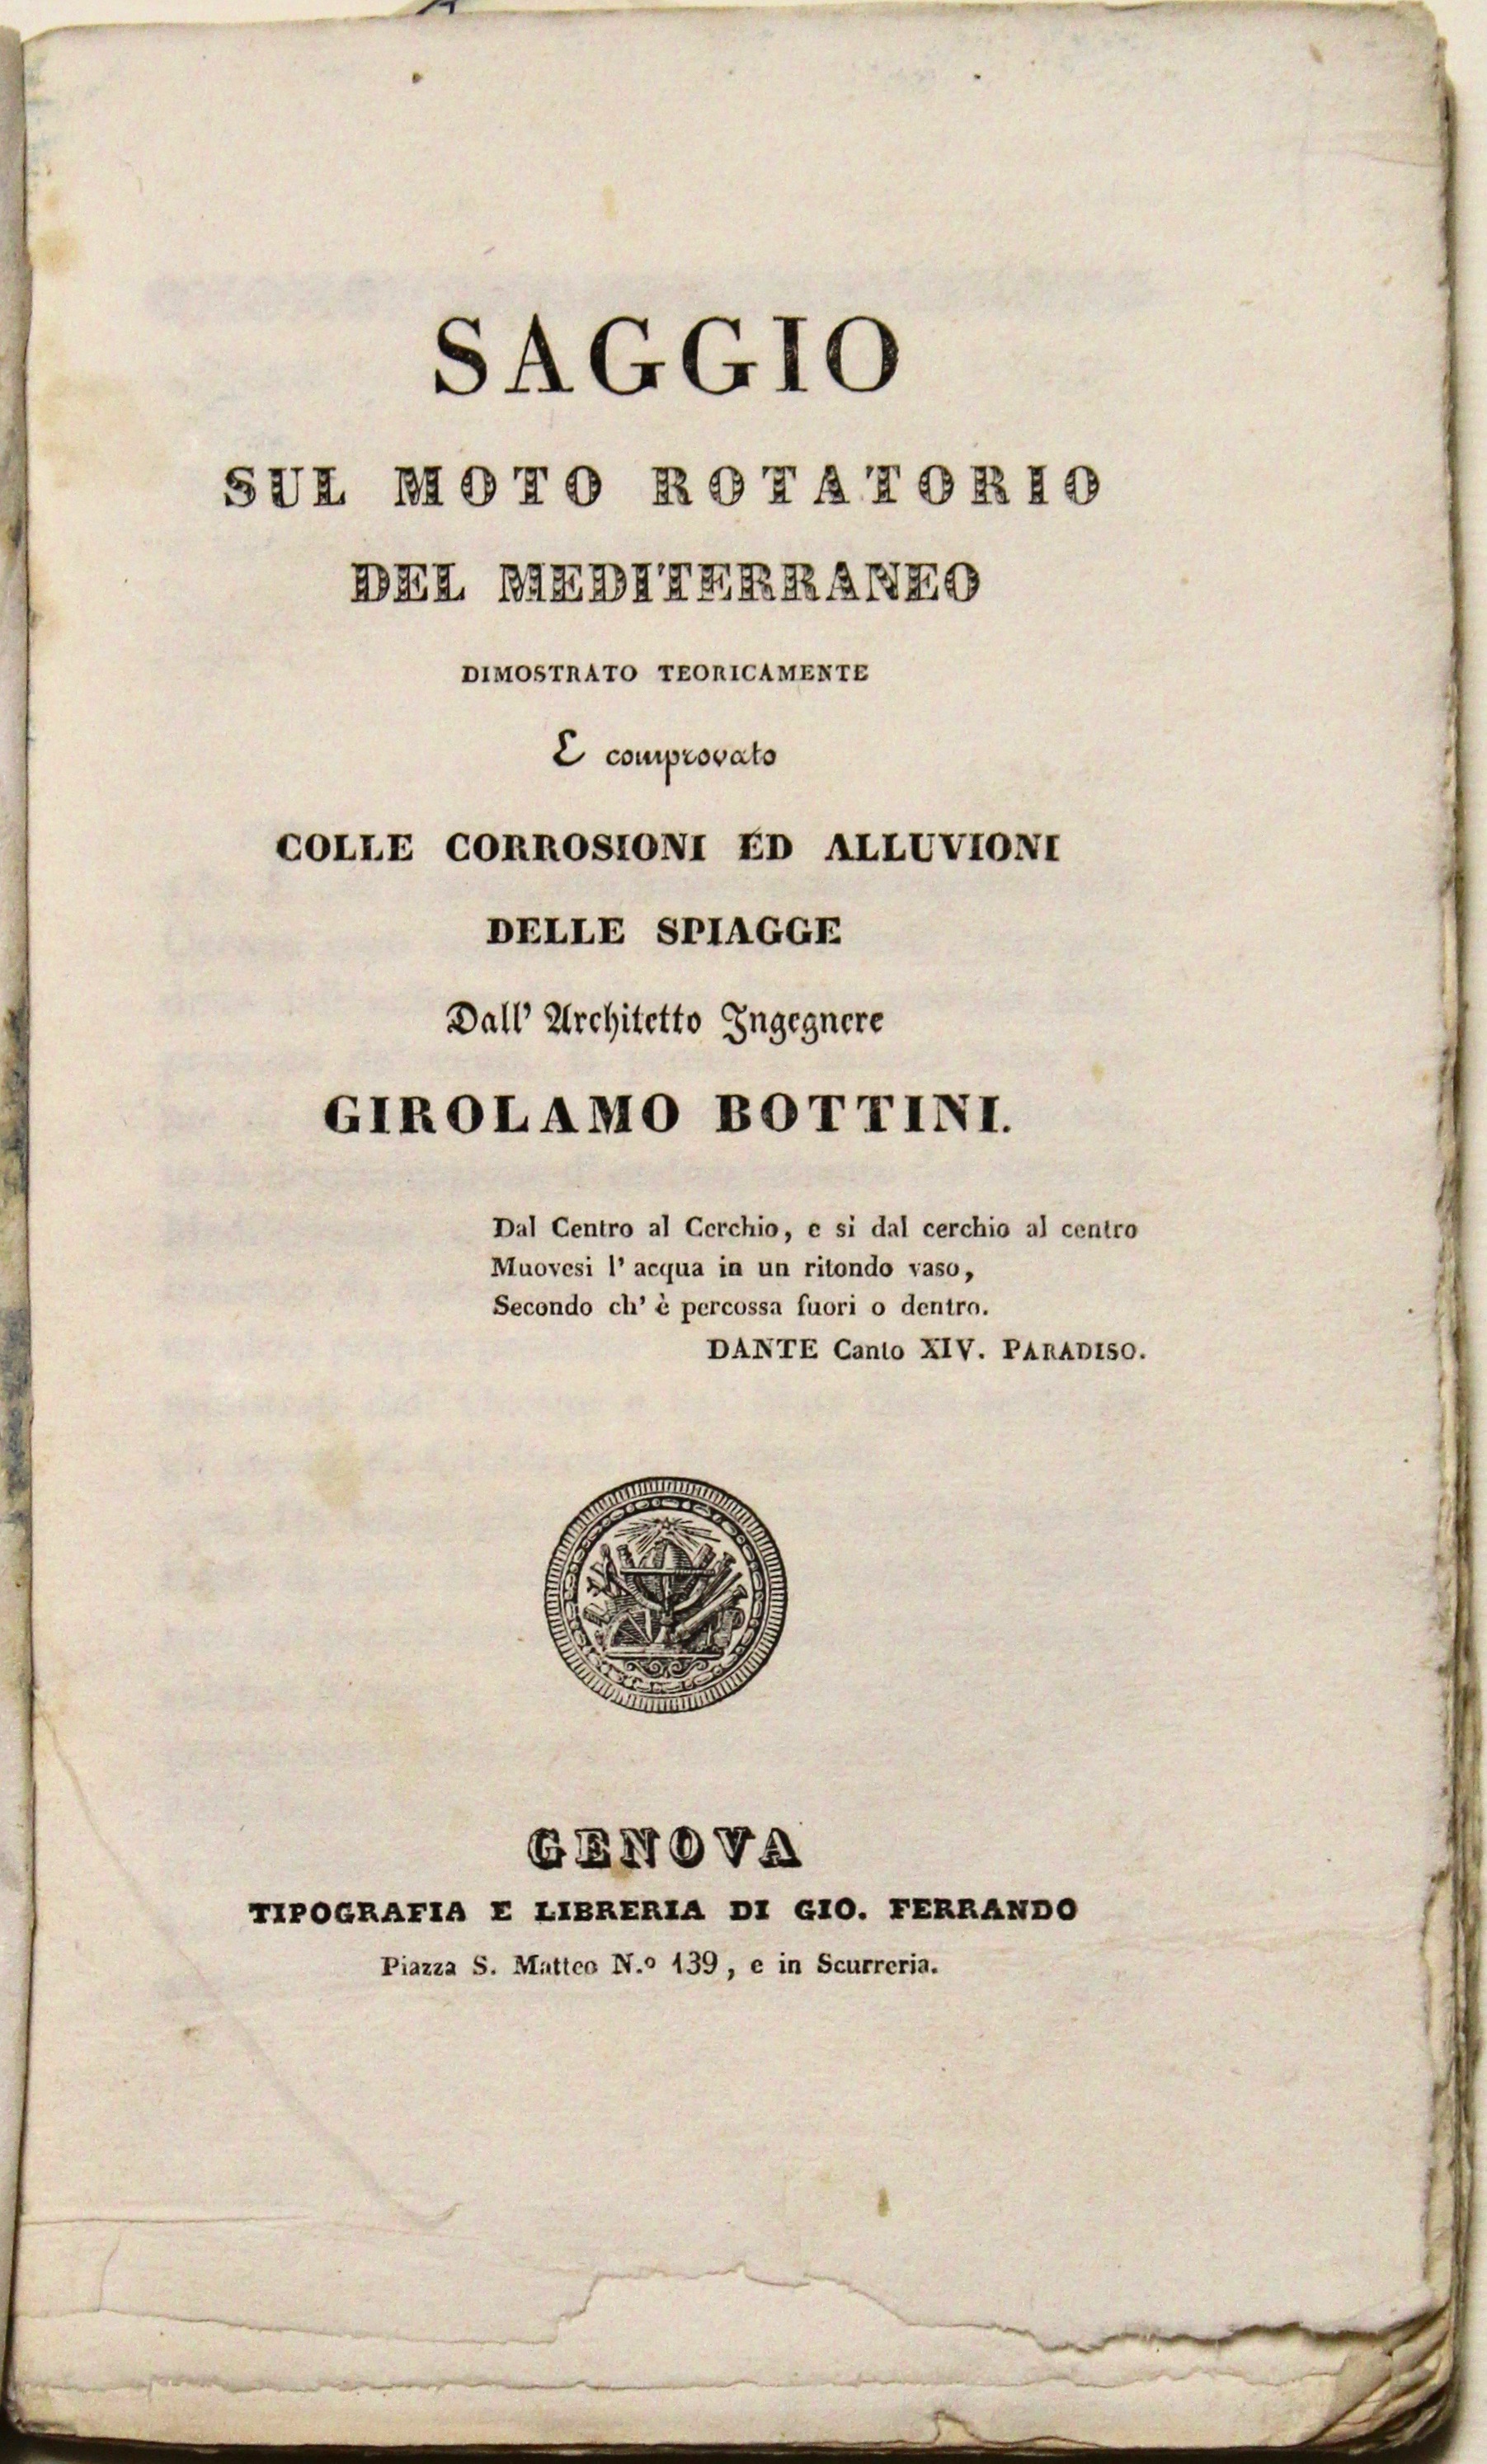 SAGGIO
SUL MOTO ROTATORIO
DEL MEDITERRANEO
DIMOSTRATO TEORICAMENTE
E comprovato
COLLE CORROSIONI ED ALLUVIONI
DELLE SPIAGGE
Dall' Architetto Ingegnere
GIROLAMO BOTTINI.
Dal Centro al Cerchio, e sì dal cerchio al centro
Muovesi l' acqua in un ritondo vaso,
Secondo ch' è percossa fuori o dentro.
DANTE Canto XIV. PARADISO.
GENOVA
TIPOGRAFIA E LIBRERIA DI GIO. FERRANDO
Piazza S. Matteo N.º 139, e in Scurreria.